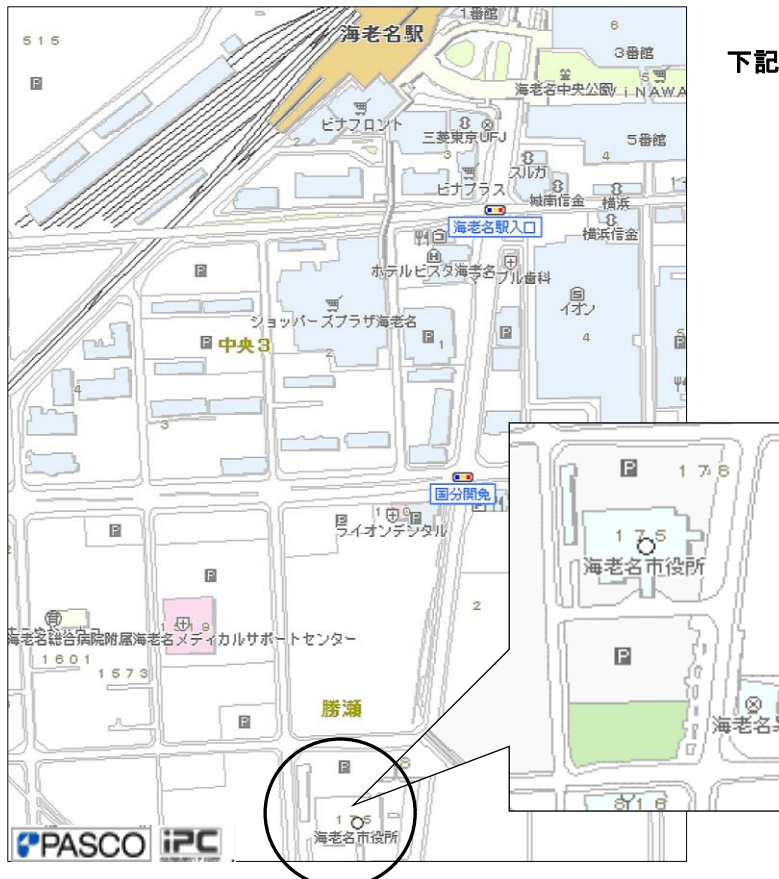 下記
海老名駅
1番館
6
515
3番館
海老名中央公園
ViNAWA
ビナフロント
三菱東京UFJ
5番館
2
3
4
スルガ
ビナプラス
城南信金
横浜
海老名駅入口
横浜信金
ホテルビスタ海老名
マーブル歯科
イオン
4
ショッパーズプラザ海老名
中央3
2
1
4
3
国分関免
ライオンデンタル
2
1519
海老名総合病院附属海老名メディカルサポートセンター
1601
1573
勝瀬
175
海老名市役所
PASCO
iPC
176
175
海老名市役所
海老名
816